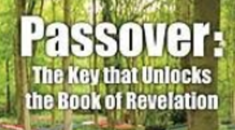 Passover:
The Key that Unlocks
the Book of Revelation